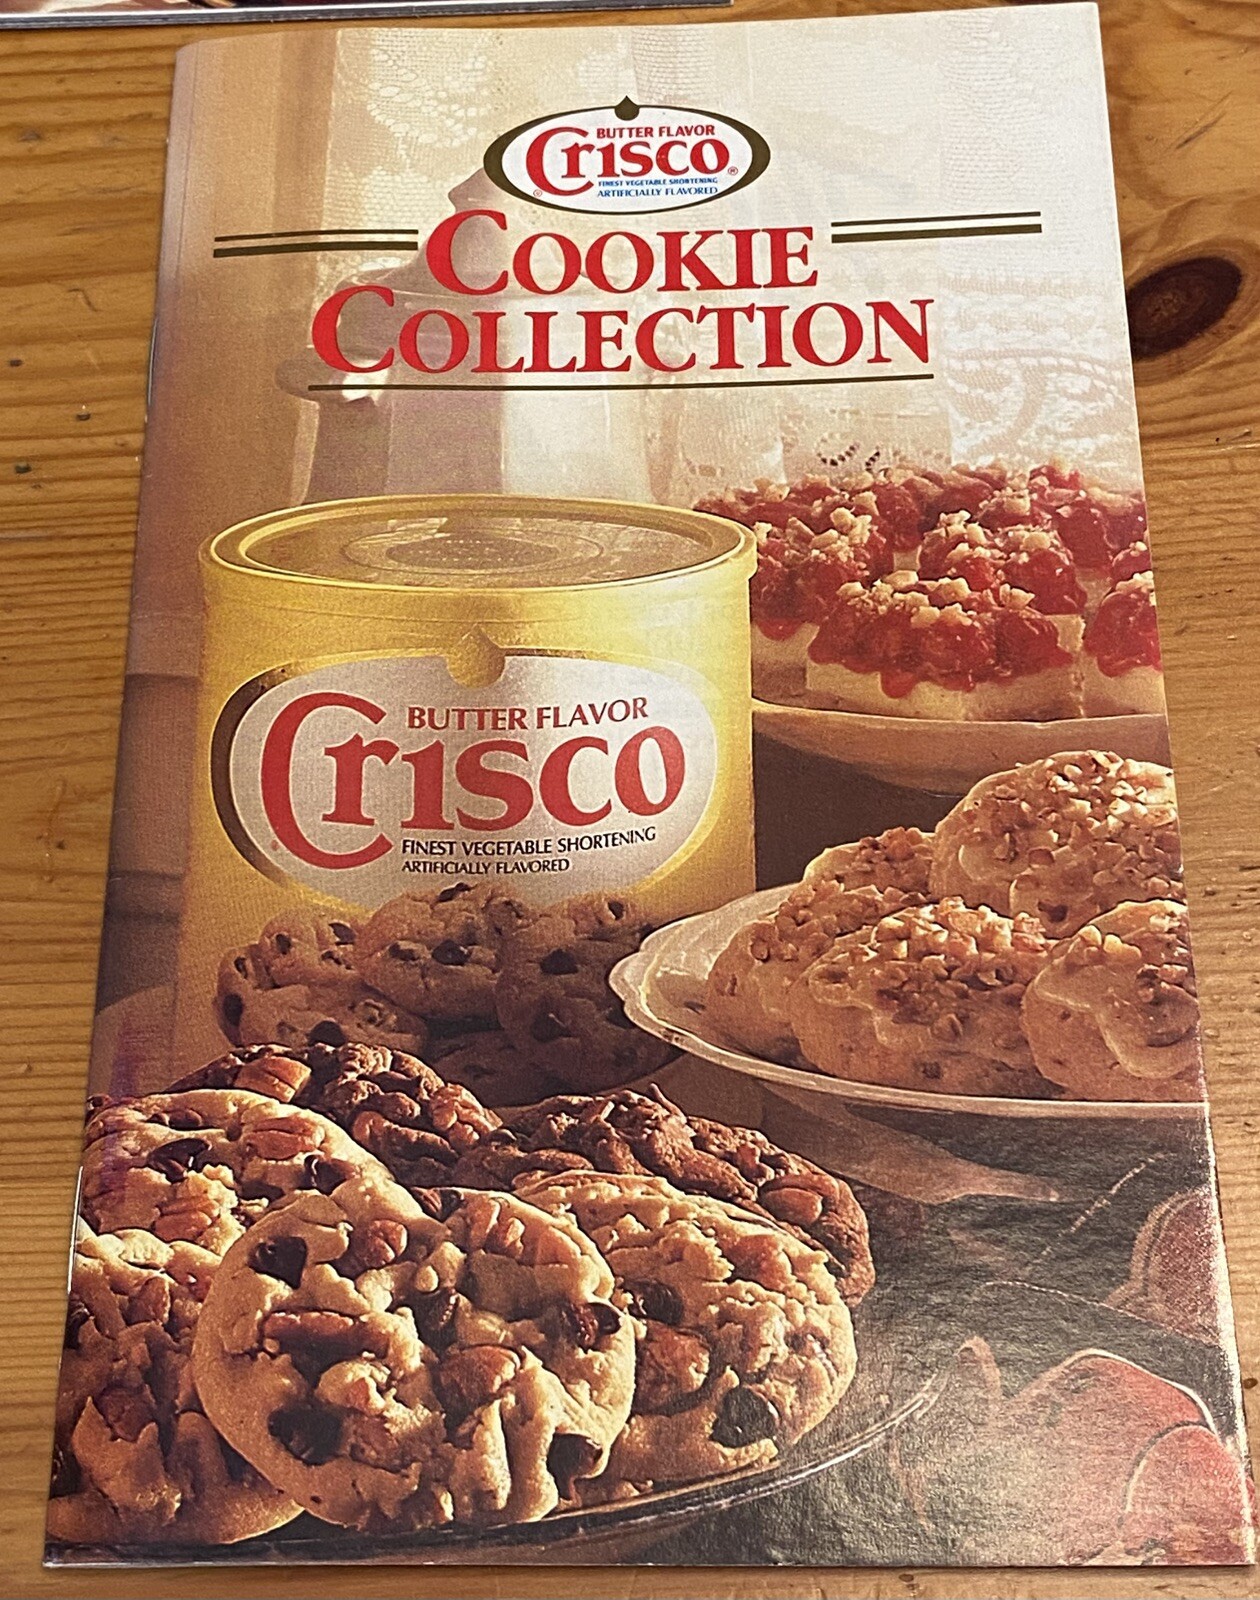 BUTTER FLAVOR
Crisco®
FINEST VEGETABLE SHORTENING
ARTIFICIALLY FLAVORED
COOKIE
COLLECTION
BUTTER FLAVOR
Crisco
FINEST VEGETABLE SHORTENING
ARTIFICIALLY FLAVORED